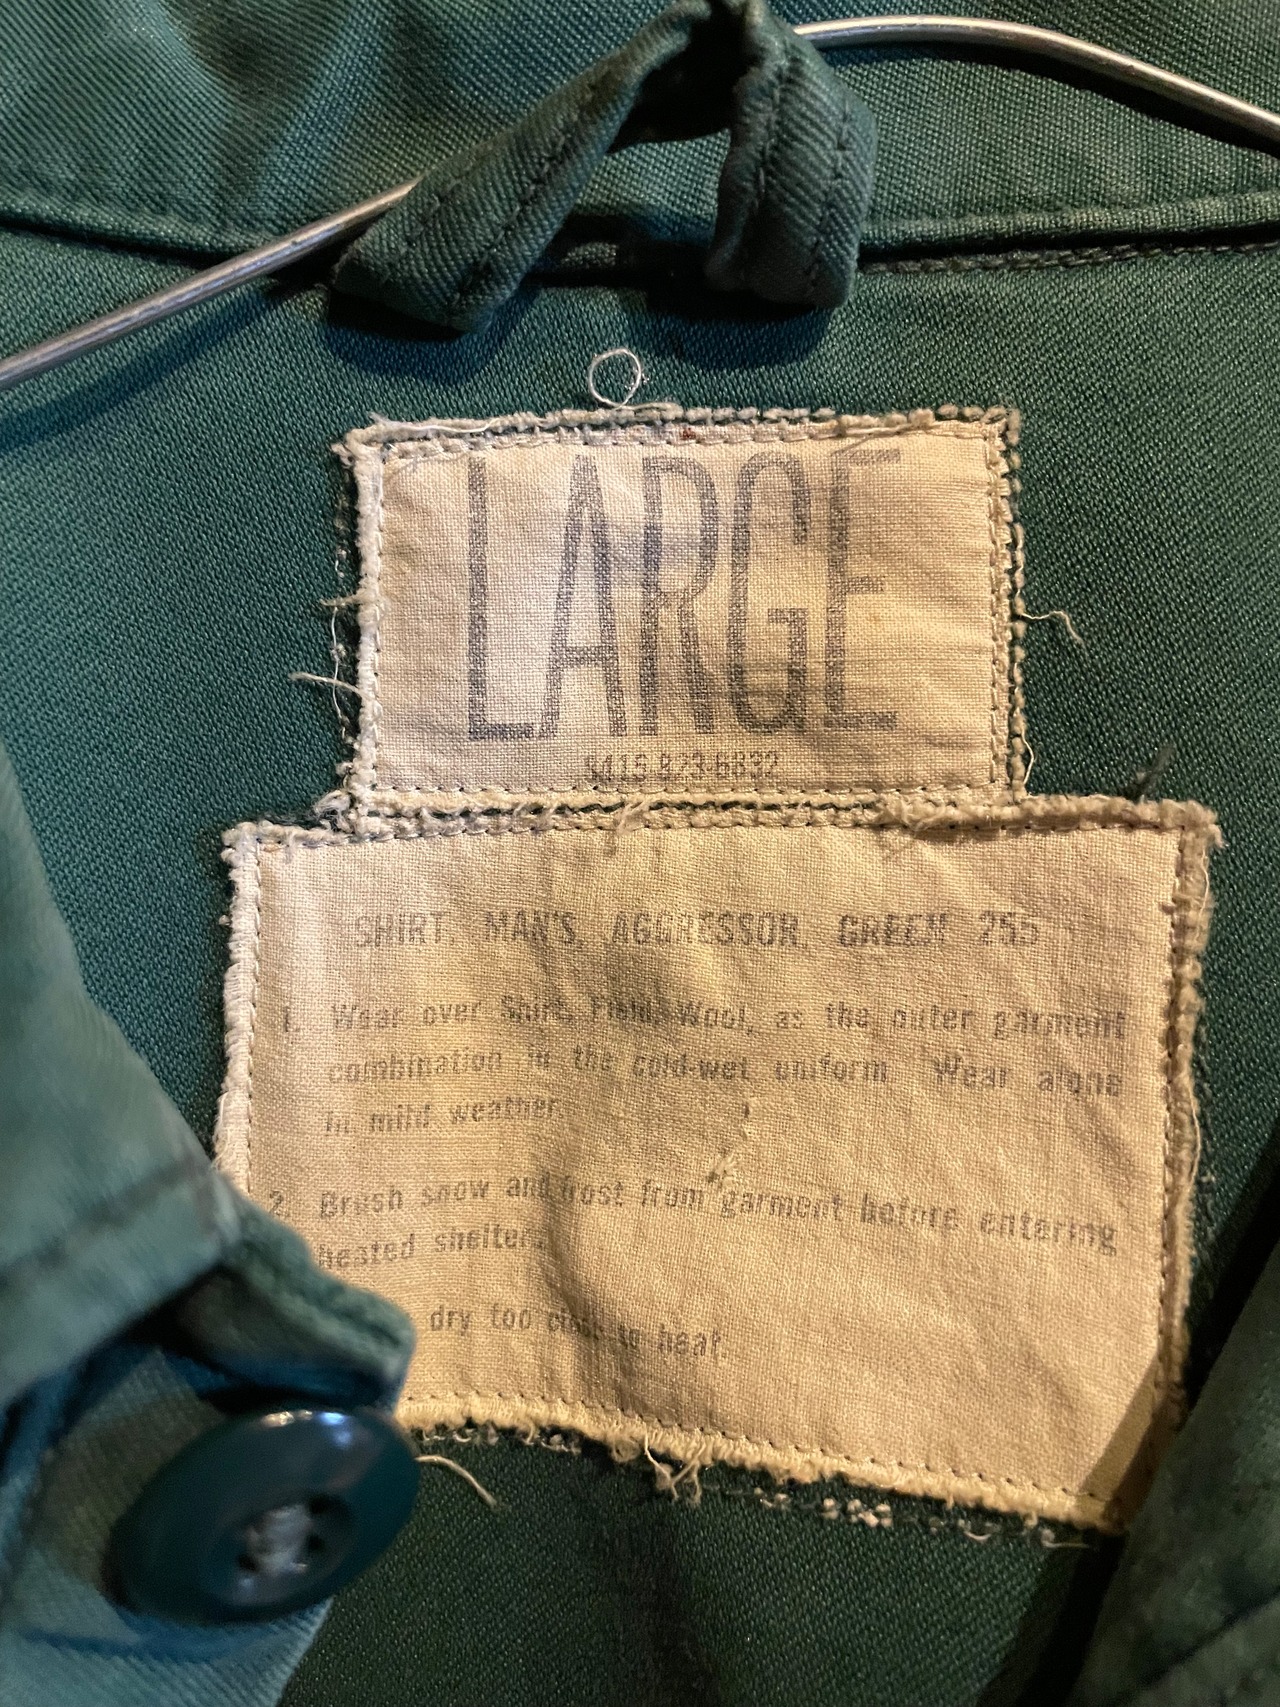 LARGE
8415-823-6832
SHIRT, MAN'S, AGGRESSOR, GREEN 255
1. Wear over Shirt, Field, Wool, as the outer garment
combination in the cold-wet uniform. Wear alone
in mild weather.
2. Brush snow and frost from garment before entering
heated shelter.
dry too close to heat.